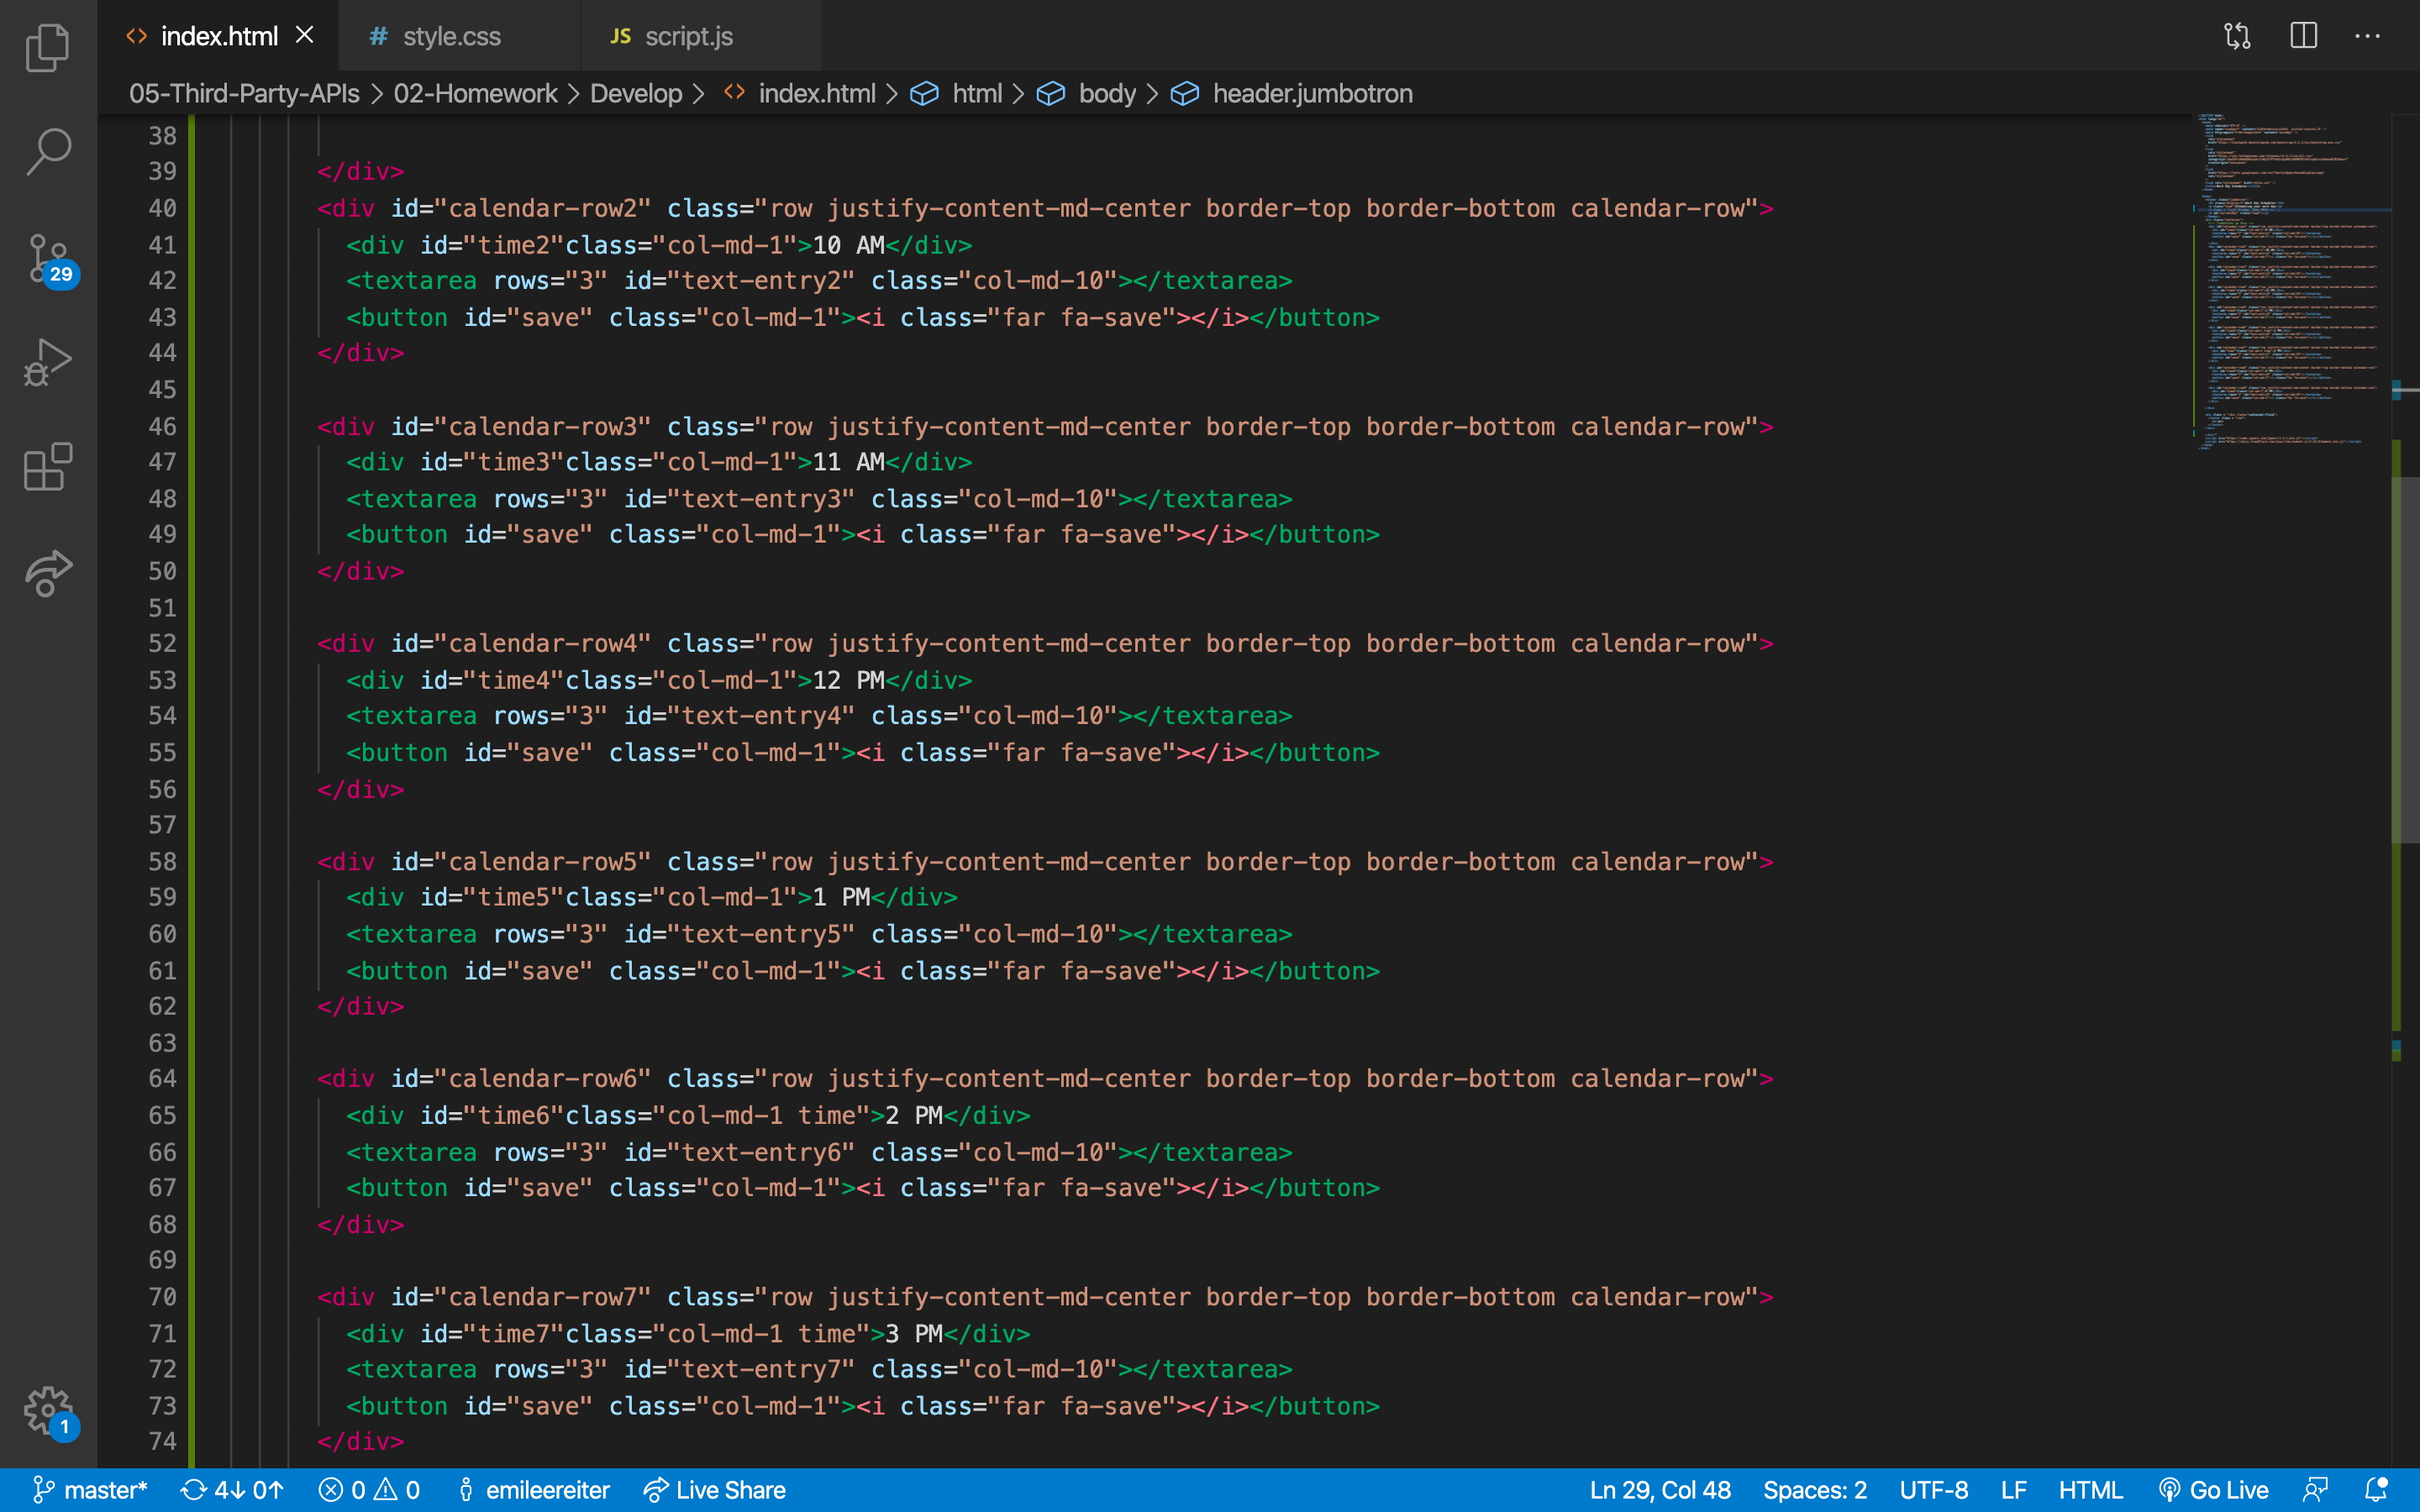 index.html
style.css
JS script.js
05-Third-Party-APIs > 02-Homework > Develop > index.html > html > body > header.jumbotron
38
39 </div>
40 <div id="calendar-row2" class="row justify-content-md-center border-top border-bottom calendar-row">
41 <div id="time2"class="col-md-1">10 AM</div>
42 <textarea rows="3" id="text-entry2" class="col-md-10"></textarea>
43 <button id="save" class="col-md-1"><i class="far fa-save"></i></button>
44 </div>
45
46 <div id="calendar-row3" class="row justify-content-md-center border-top border-bottom calendar-row">
47 <div id="time3"class="col-md-1">11 AM</div>
48 <textarea rows="3" id="text-entry3" class="col-md-10"></textarea>
49 <button id="save" class="col-md-1"><i class="far fa-save"></i></button>
50 </div>
51
52 <div id="calendar-row4" class="row justify-content-md-center border-top border-bottom calendar-row">
53 <div id="time4"class="col-md-1">12 PM</div>
54 <textarea rows="3" id="text-entry4" class="col-md-10"></textarea>
55 <button id="save" class="col-md-1"><i class="far fa-save"></i></button>
56 </div>
57
58 <div id="calendar-row5" class="row justify-content-md-center border-top border-bottom calendar-row">
59 <div id="time5"class="col-md-1">1 PM</div>
60 <textarea rows="3" id="text-entry5" class="col-md-10"></textarea>
61 <button id="save" class="col-md-1"><i class="far fa-save"></i></button>
62 </div>
63
64 <div id="calendar-row6" class="row justify-content-md-center border-top border-bottom calendar-row">
65 <div id="time6"class="col-md-1 time">2 PM</div>
66 <textarea rows="3" id="text-entry6" class="col-md-10"></textarea>
67 <button id="save" class="col-md-1"><i class="far fa-save"></i></button>
68 </div>
69
70 <div id="calendar-row7" class="row justify-content-md-center border-top border-bottom calendar-row">
71 <div id="time7"class="col-md-1 time">3 PM</div>
72 <textarea rows="3" id="text-entry7" class="col-md-10"></textarea>
73 <button id="save" class="col-md-1"><i class="far fa-save"></i></button>
74 </div>
29
1
master* 4↓ 0↑ 0 0 emileereiter Live Share Ln 29, Col 48 Spaces: 2 UTF-8 LF HTML Go Live